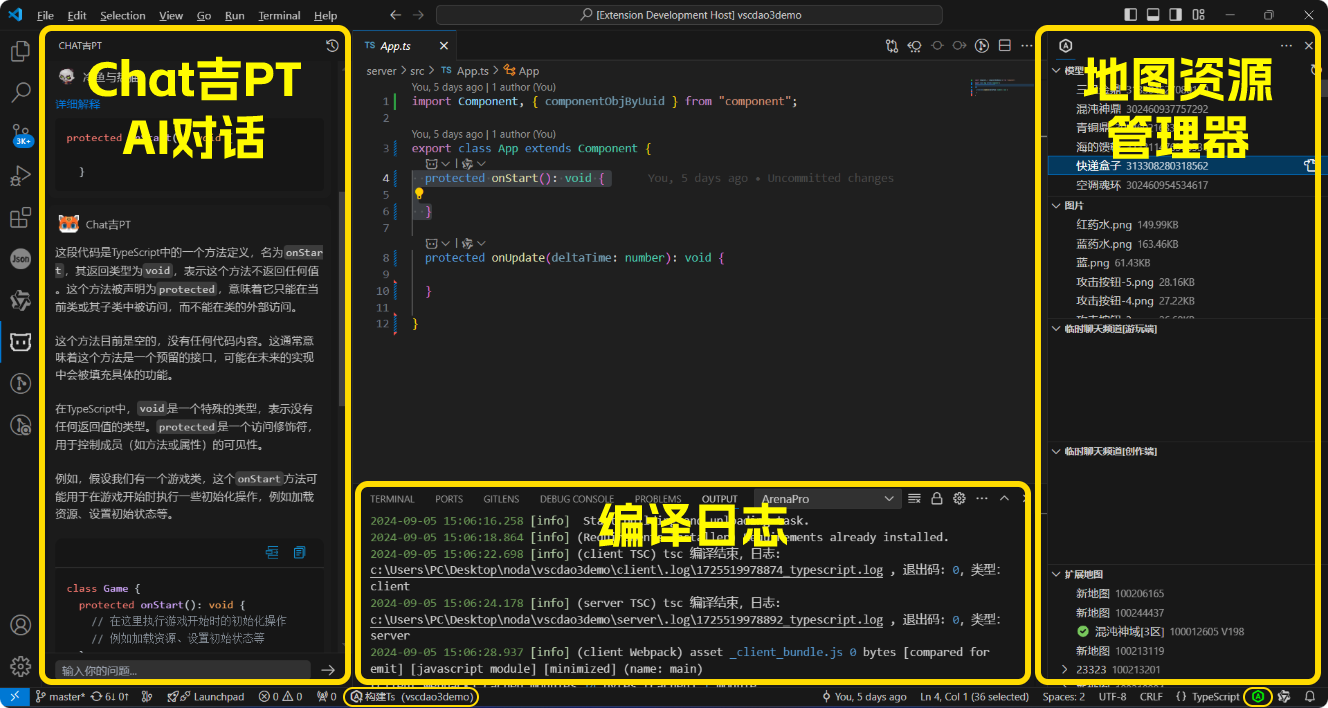 File Edit Selection View Go Run Terminal Help
[Extension Development Host] vscdao3demo
CHAT吉PT
Chat吉PT
AI对话
详细解释
protected
}
Chat吉PT
这段代码是TypeScript中的一个方法定义，名为onStar
t，其返回类型为void，表示这个方法不返回任何值
。这个方法被声明为protected，意味着它只能在当
前类或其子类中被访问，而不能在类的外部访问。
这个方法目前是空的，没有任何代码内容。这通常意
味着这个方法是一个预留的接口，可能在未来的实现
中会被填充具体的功能。
在TypeScript中，void是一个特殊的类型，表示没有
任何返回值的类型。protected是一个访问修饰符，
用于控制成员（如方法或属性）的可见性。
例如，假设我们有一个游戏类，这个onStart方法可
能用于在游戏开始时执行一些初始化操作，例如加载
资源、设置初始状态等。
class Game {
protected onStart(): void {
// 在这里执行游戏开始时的初始化操作
// 例如加载资源、设置初始状态等
输入你的问题...
3K+
Json
TS App.ts
server > src > TS App.ts > App
You, 5 days ago | 1 author (You)
1 import Component, { componentObjByUuid } from "component";
2
You, 5 days ago | 1 author (You)
3 export class App extends Component {
4 protected onStart(): void { You, 5 days ago • Uncommitted changes
5
6 }
7
8 protected onUpdate(deltaTime: number): void {
9
10 }
11
12 }
TERMINAL PORTS GITLENS DEBUG CONSOLE PROBLEMS OUTPUT ArenaPro
编译日志
2024-09-05 15:06:16.258 [info] task.
2024-09-05 15:06:18.864 [info] already installed.
2024-09-05 15:06:22.698 [info] (client TSC) tsc 编译结束，日志：
c:\Users\PC\Desktop\noda\vscdao3demo\client\.log\1725519978874_typescript.log ，退出码：0，类型：
client
2024-09-05 15:06:24.178 [info] (server TSC) tsc 编译结束，日志：
c:\Users\PC\Desktop\noda\vscdao3demo\server\.log\1725519978892_typescript.log ，退出码：0，类型：
server
2024-09-05 15:06:28.937 [info] (client Webpack) asset _client_bundle.js 0 bytes [compared for
emit] [javascript module] [minimized] (name: main)
地图资源
管理器
混沌神鼎 302460937757292
快递盒子 313308280318562
空调魂环 302460954534617
图片
红药水.png 149.99KB
蓝药水.png 163.46KB
蓝.png 61.43KB
攻击按钮-5.png 28.16KB
攻击按钮-4.png 27.22KB
临时聊天频道[游玩端]
临时聊天频道[创作端]
扩展地图
新地图 100206165
新地图 100244437
混沌神域[3区] 100012605 V198
新地图 100213119
23323 100213201
master* 6↓ 0↑ Launchpad 0 0 0 构建Ts (vscdao3demo) You, 5 days ago Ln 4, Col 1 (36 selected) Spaces: 2 UTF-8 CRLF {} TypeScript